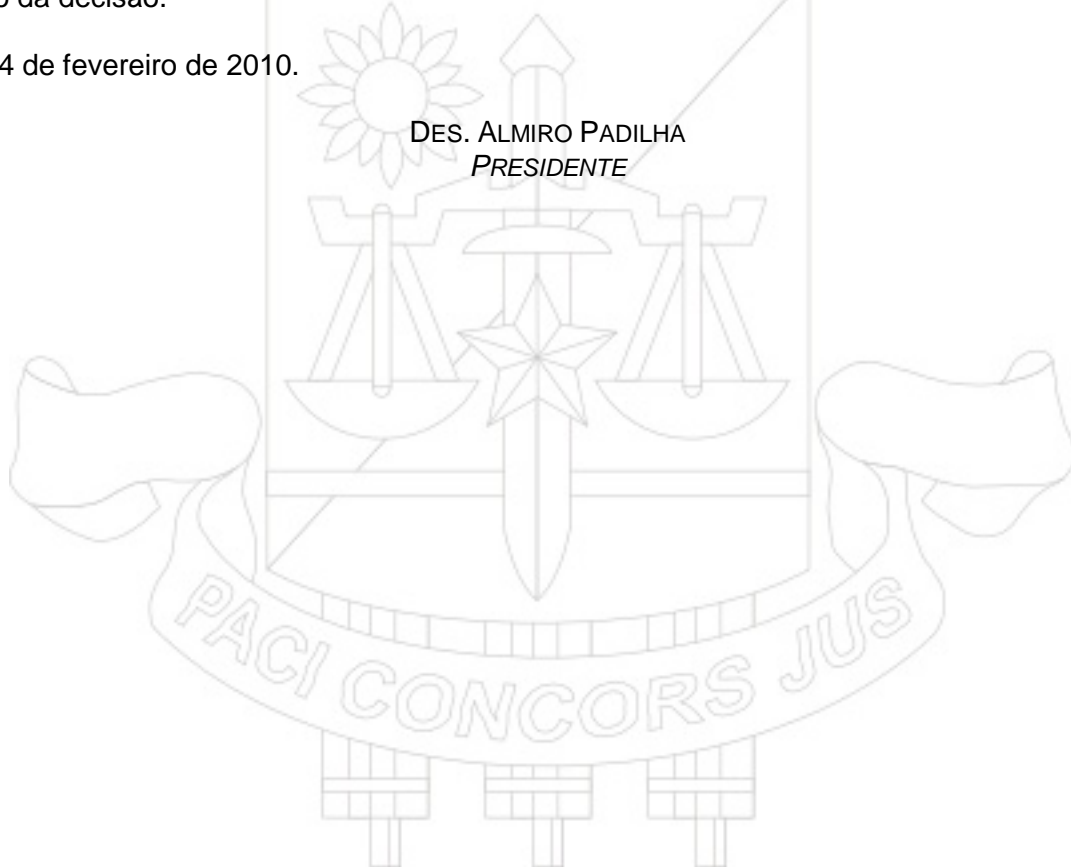 o da decisão.
4 de fevereiro de 2010.
DES. ALMIRO PADILHA
PRESIDENTE
PACI CONCORS JUS